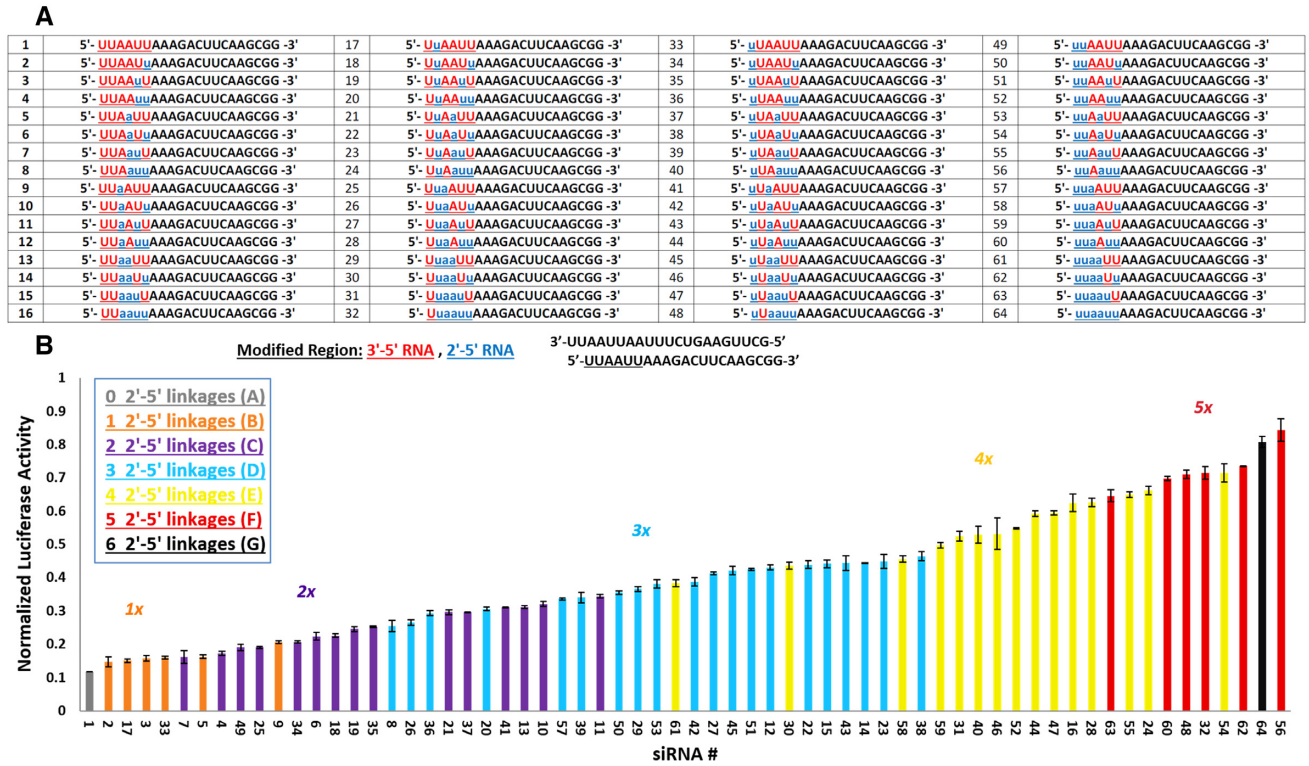 A
1 5'- UUAAUUAAAGACUUCAAGCGG -3' 17 5'- UuAAUUAAAGACUUCAAGCGG -3' 33 5'- uUAAUUAAAGACUUCAAGCGG -3' 49 5'- uuAAUUAAAGACUUCAAGCGG -3'
2 5'- UUAAUuAAAGACUUCAAGCGG -3' 18 5'- UuAAUuAAAGACUUCAAGCGG -3' 34 5'- uUAAUuAAAGACUUCAAGCGG -3' 50 5'- uuAAUuAAAGACUUCAAGCGG -3'
3 5'- UUAAuUAAAGACUUCAAGCGG -3' 19 5'- UuAAuUAAAGACUUCAAGCGG -3' 35 5'- uUAAuUAAAGACUUCAAGCGG -3' 51 5'- uuAAuUAAAGACUUCAAGCGG -3'
4 5'- UUAAuuAAAGACUUCAAGCGG -3' 20 5'- UuAAuuAAAGACUUCAAGCGG -3' 36 5'- uUAAuuAAAGACUUCAAGCGG -3' 52 5'- uuAAuuAAAGACUUCAAGCGG -3'
5 5'- UUAaUUAAAGACUUCAAGCGG -3' 21 5'- UuAaUUAAAGACUUCAAGCGG -3' 37 5'- uUAaUUAAAGACUUCAAGCGG -3' 53 5'- uuAaUUAAAGACUUCAAGCGG -3'
6 5'- UUAaUuAAAGACUUCAAGCGG -3' 22 5'- UuAaUuAAAGACUUCAAGCGG -3' 38 5'- uUAaUuAAAGACUUCAAGCGG -3' 54 5'- uuAaUuAAAGACUUCAAGCGG -3'
7 5'- UUAauUAAAGACUUCAAGCGG -3' 23 5'- UuAauUAAAGACUUCAAGCGG -3' 39 5'- uUAauUAAAGACUUCAAGCGG -3' 55 5'- uuAauUAAAGACUUCAAGCGG -3'
8 5'- UUAauuAAAGACUUCAAGCGG -3' 24 5'- UuAauuAAAGACUUCAAGCGG -3' 40 5'- uUAauuAAAGACUUCAAGCGG -3' 56 5'- uuAauuAAAGACUUCAAGCGG -3'
9 5'- UUaAUUAAAGACUUCAAGCGG -3' 25 5'- UuaAUUAAAGACUUCAAGCGG -3' 41 5'- uUaAUUAAAGACUUCAAGCGG -3' 57 5'- uuaAUUAAAGACUUCAAGCGG -3'
10 5'- UUaAUuAAAGACUUCAAGCGG -3' 26 5'- UuaAUuAAAGACUUCAAGCGG -3' 42 5'- uUaAUuAAAGACUUCAAGCGG -3' 58 5'- uuaAUuAAAGACUUCAAGCGG -3'
11 5'- UUaAuUAAAGACUUCAAGCGG -3' 27 5'- UuaAuUAAAGACUUCAAGCGG -3' 43 5'- uUaAuUAAAGACUUCAAGCGG -3' 59 5'- uuaAuUAAAGACUUCAAGCGG -3'
12 5'- UUaAuuAAAGACUUCAAGCGG -3' 28 5'- UuaAuuAAAGACUUCAAGCGG -3' 44 5'- uUaAuuAAAGACUUCAAGCGG -3' 60 5'- uuaAuuAAAGACUUCAAGCGG -3'
13 5'- UUaaUUAAAGACUUCAAGCGG -3' 29 5'- UuaaUUAAAGACUUCAAGCGG -3' 45 5'- uUaaUUAAAGACUUCAAGCGG -3' 61 5'- uuaaUUAAAGACUUCAAGCGG -3'
14 5'- UUaaUuAAAGACUUCAAGCGG -3' 30 5'- UuaaUuAAAGACUUCAAGCGG -3' 46 5'- uUaaUuAAAGACUUCAAGCGG -3' 62 5'- uuaaUuAAAGACUUCAAGCGG -3'
15 5'- UUaauUAAAGACUUCAAGCGG -3' 31 5'- UuaauUAAAGACUUCAAGCGG -3' 47 5'- uUaauUAAAGACUUCAAGCGG -3' 63 5'- uuaauUAAAGACUUCAAGCGG -3'
16 5'- UUaauuAAAGACUUCAAGCGG -3' 32 5'- UuaauuAAAGACUUCAAGCGG -3' 48 5'- uUaauuAAAGACUUCAAGCGG -3' 64 5'- uuaauuAAAGACUUCAAGCGG -3'
B
Modified Region: 3'-5' RNA , 2'-5' RNA
3'-UUAAUUAAUUUCUGAAGUUCG-5'
5'-UUAAUUAAAGACUUCAAGCGG-3'
0 2'-5' linkages (A)
1 2'-5' linkages (B)
2 2'-5' linkages (C)
3 2'-5' linkages (D)
4 2'-5' linkages (E)
5 2'-5' linkages (F)
6 2'-5' linkages (G)
1x
2x
3x
4x
5x
Normalized Luciferase Activity
1
0.9
0.8
0.7
0.6
0.5
0.4
0.3
0.2
0.1
0
1 2 17 3 33 7 5 4 49 25 9 34 6 18 19 35 8 26 36 21 37 20 41 13 10 57 39 11 50 29 53 61 42 27 45 51 12 30 22 15 43 14 23 58 38 59 31 40 46 52 44 47 16 28 63 55 24 60 48 32 54 62 64 56
siRNA #